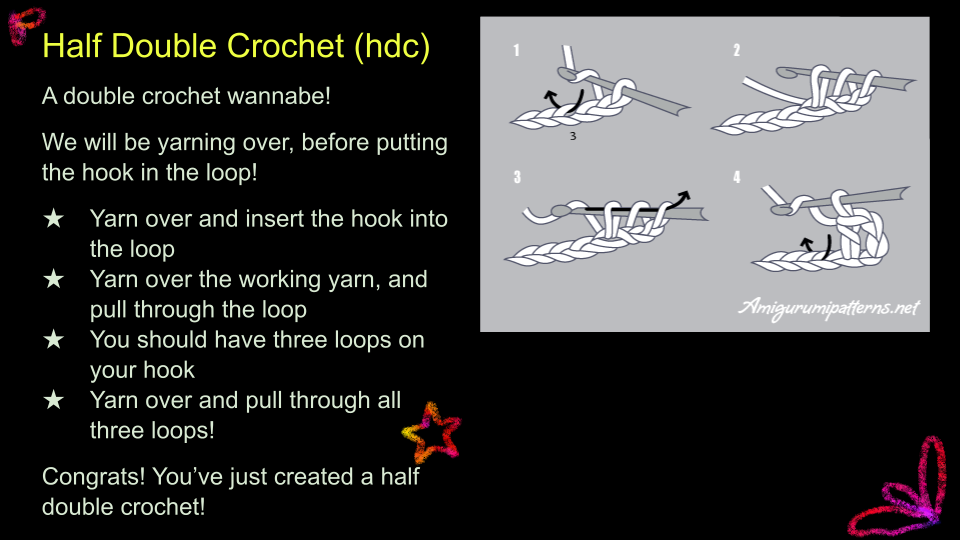 Half Double Crochet (hdc)
A double crochet wannabe!
We will be yarning over, before putting
the hook in the loop!
★ Yarn over and insert the hook into
the loop
★ Yarn over the working yarn, and
pull through the loop
★ You should have three loops on
your hook
★ Yarn over and pull through all
three loops!
Congrats! You’ve just created a half
double crochet!
1
2
3
3
4
Amigurumipatterns.net